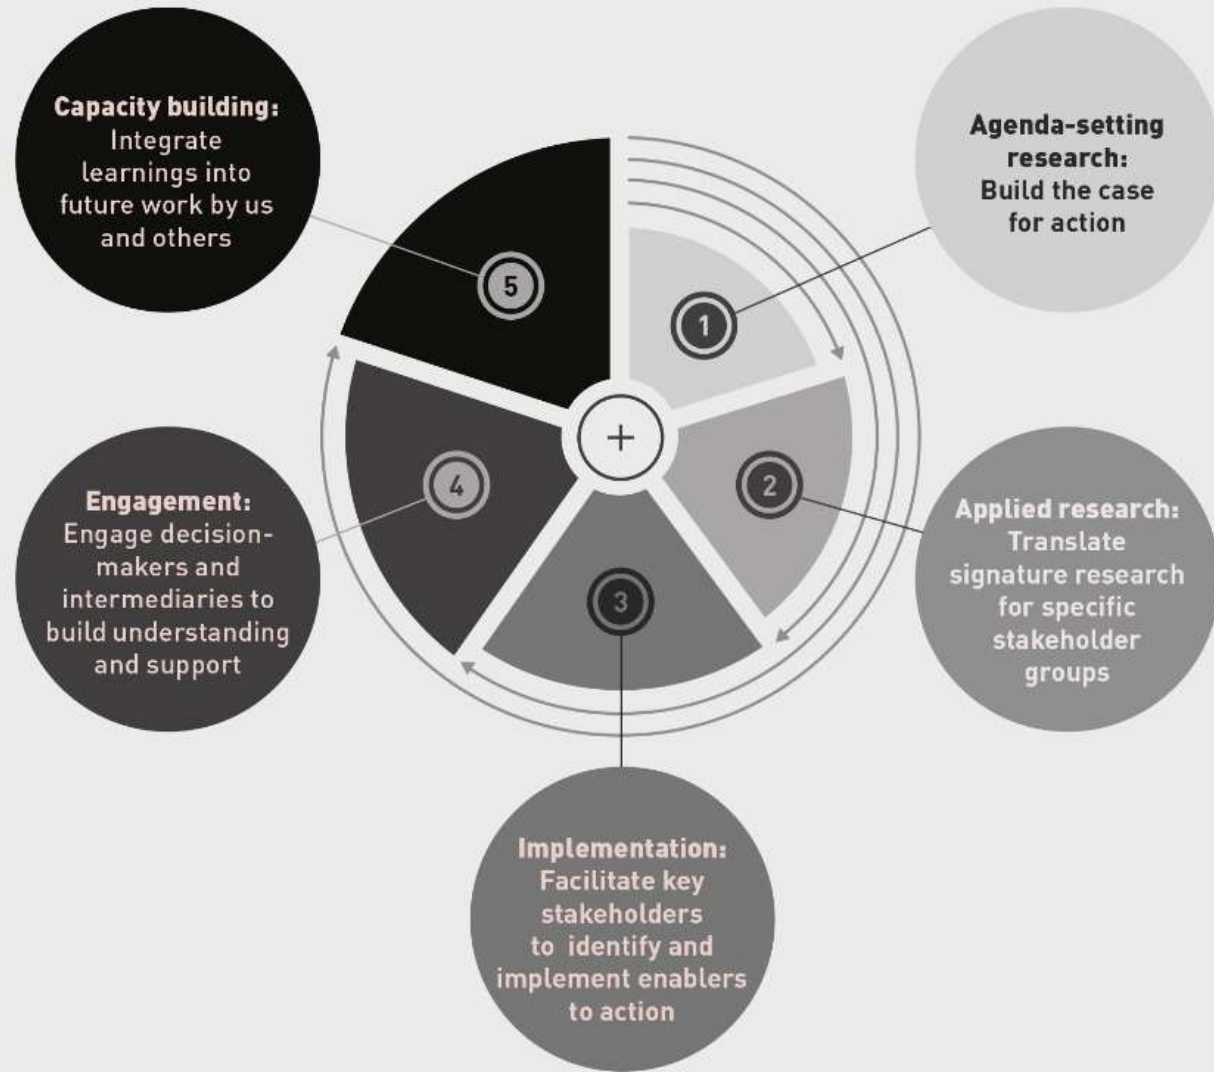 Agenda-setting
research:
Build the case
for action
1
Applied research:
Translate
signature research
for specific
stakeholder
groups
2
Implementation:
Facilitate key
stakeholders
to identify and
implement enablers
to action
3
Engagement:
Engage decision-
makers and
intermediaries to
build understanding
and support
4
Capacity building:
Integrate
learnings into
future work by us
and others
5
+